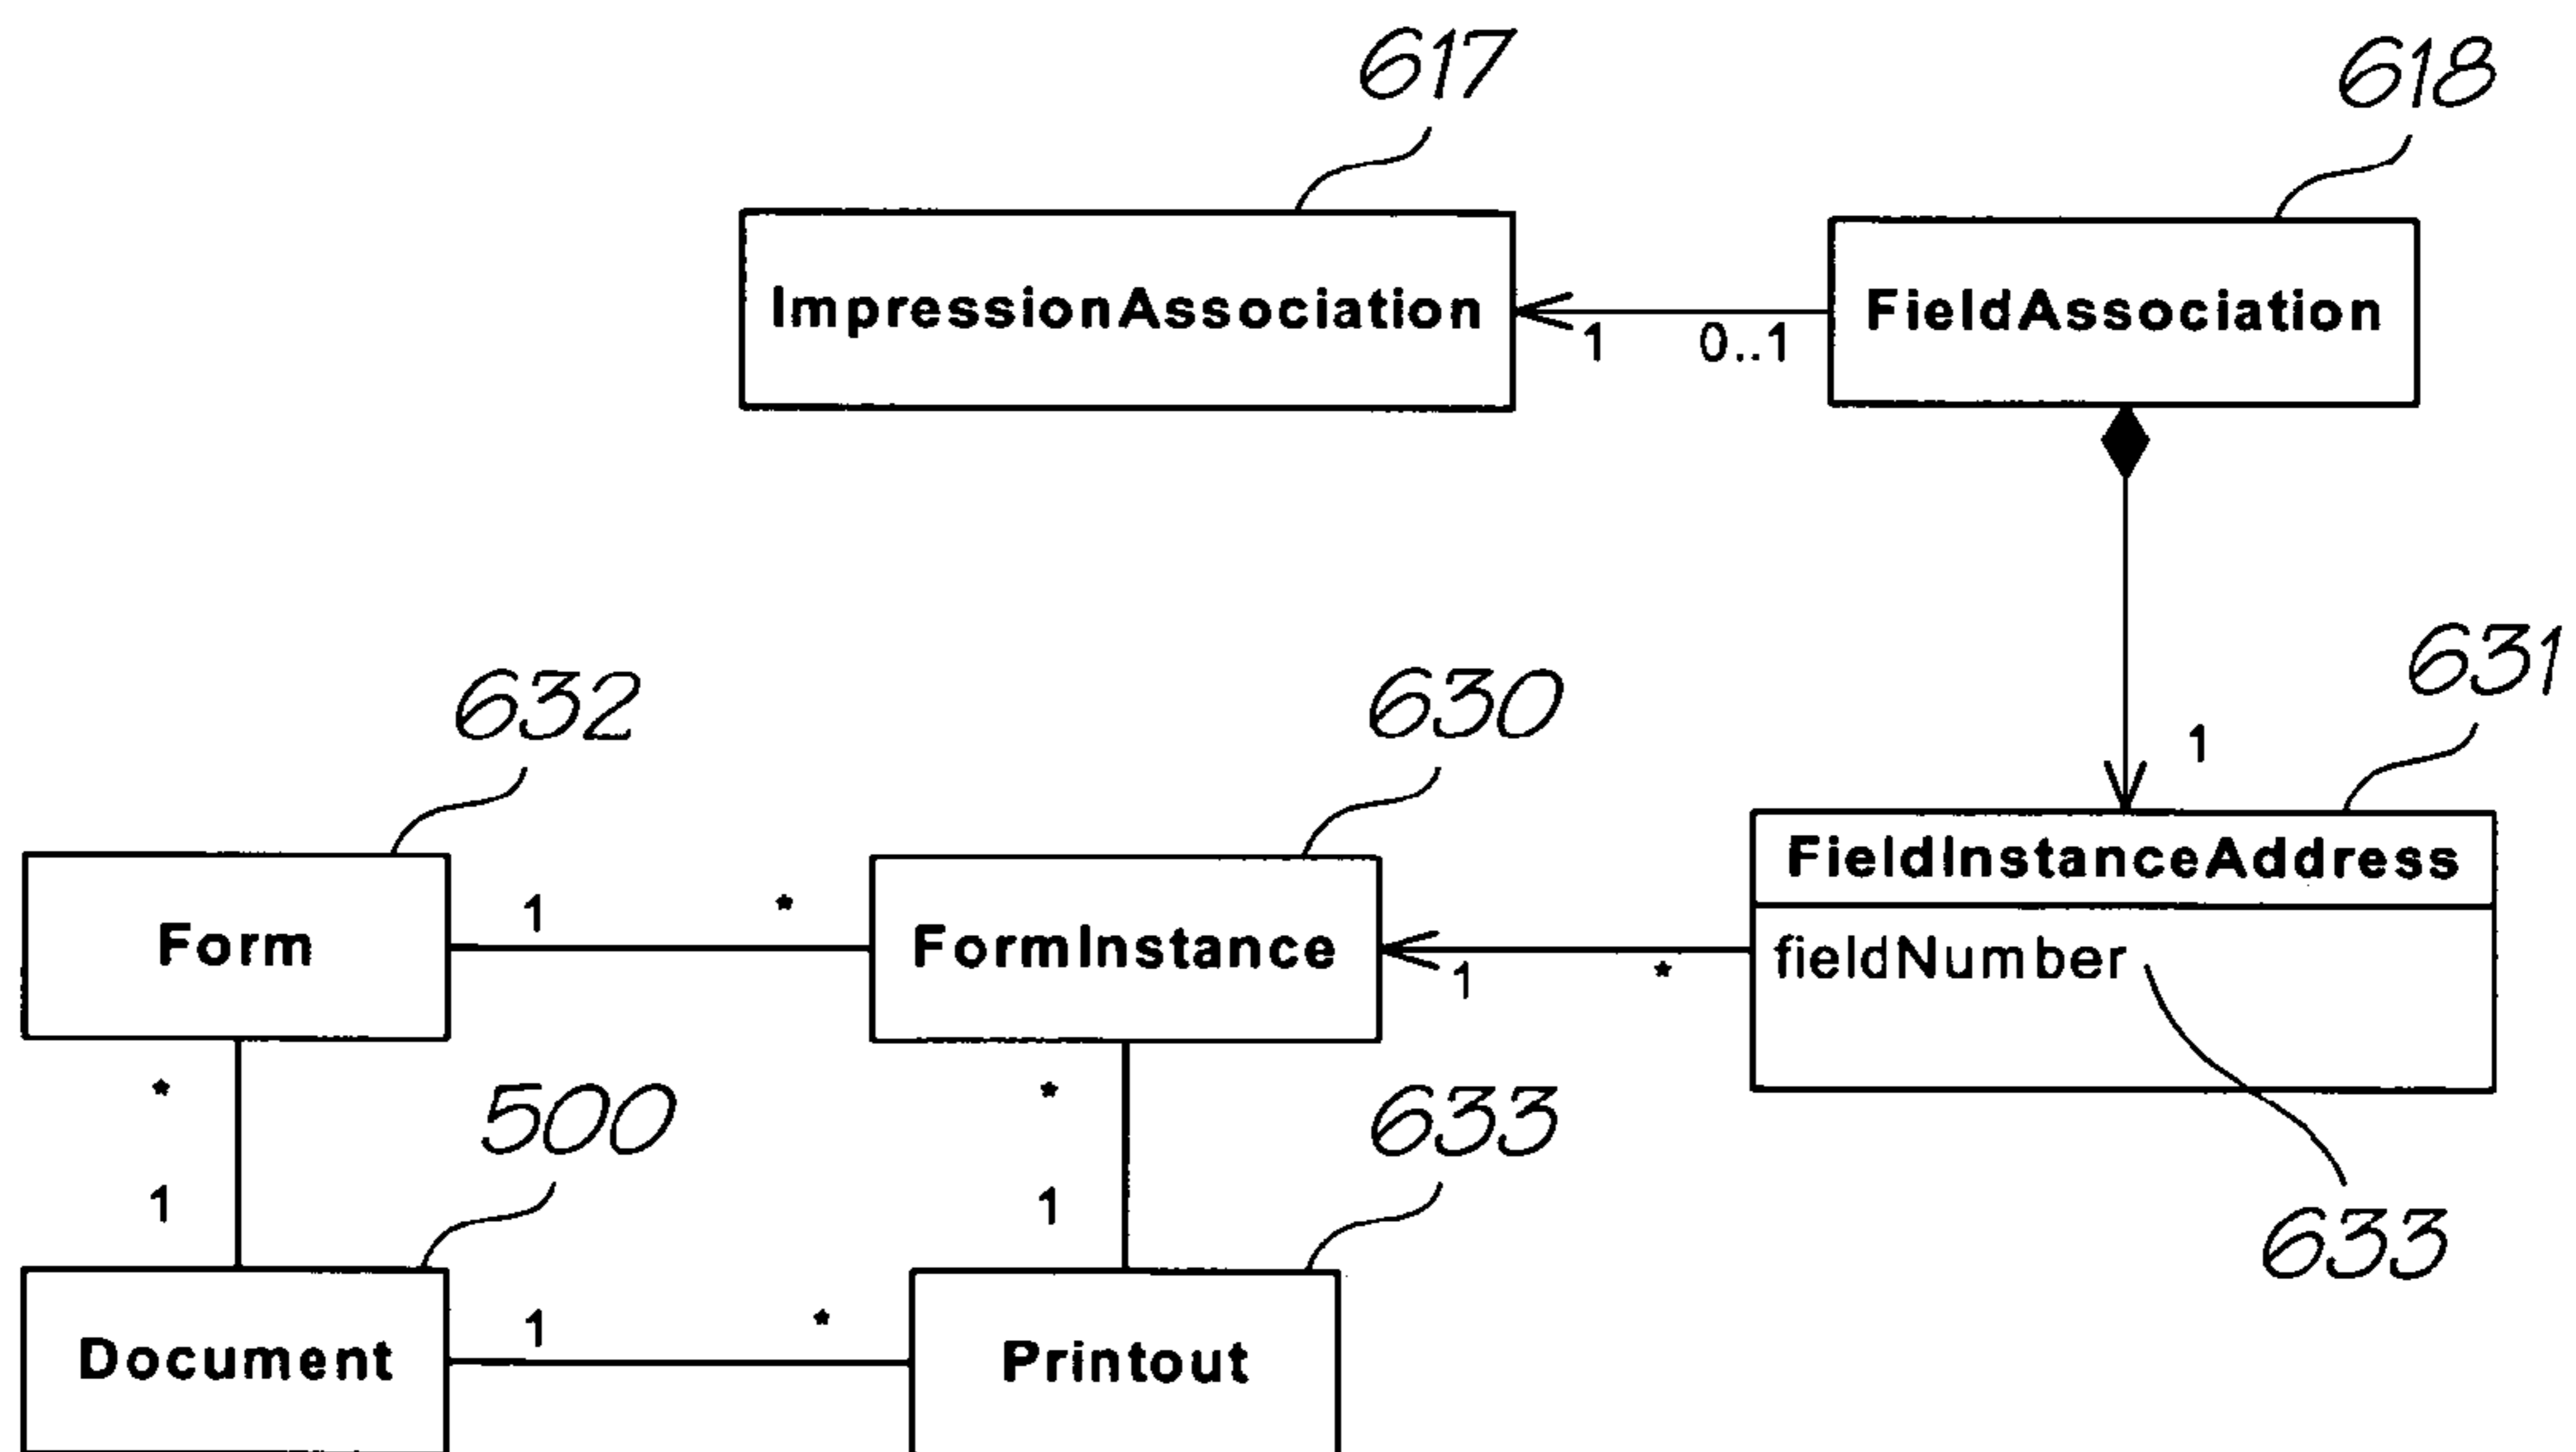 617
618
ImpressionAssociation
1
0..1
FieldAssociation
1
632
630
631
Form
1
*
FormInstance
1
*
FieldInstanceAddress
fieldNumber
*
1
500
*
1
633
633
Document
1
*
Printout